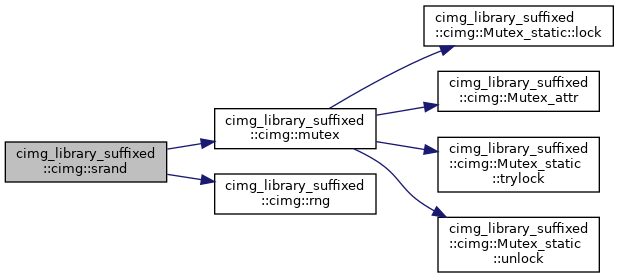 cimg_library_suffixed
::cimg::srand
cimg_library_suffixed
::cimg::mutex
cimg_library_suffixed
::cimg::rng
cimg_library_suffixed
::cimg::Mutex_static::lock
cimg_library_suffixed
::cimg::Mutex_attr
cimg_library_suffixed
::cimg::Mutex_static
::trylock
cimg_library_suffixed
::cimg::Mutex_static
::unlock